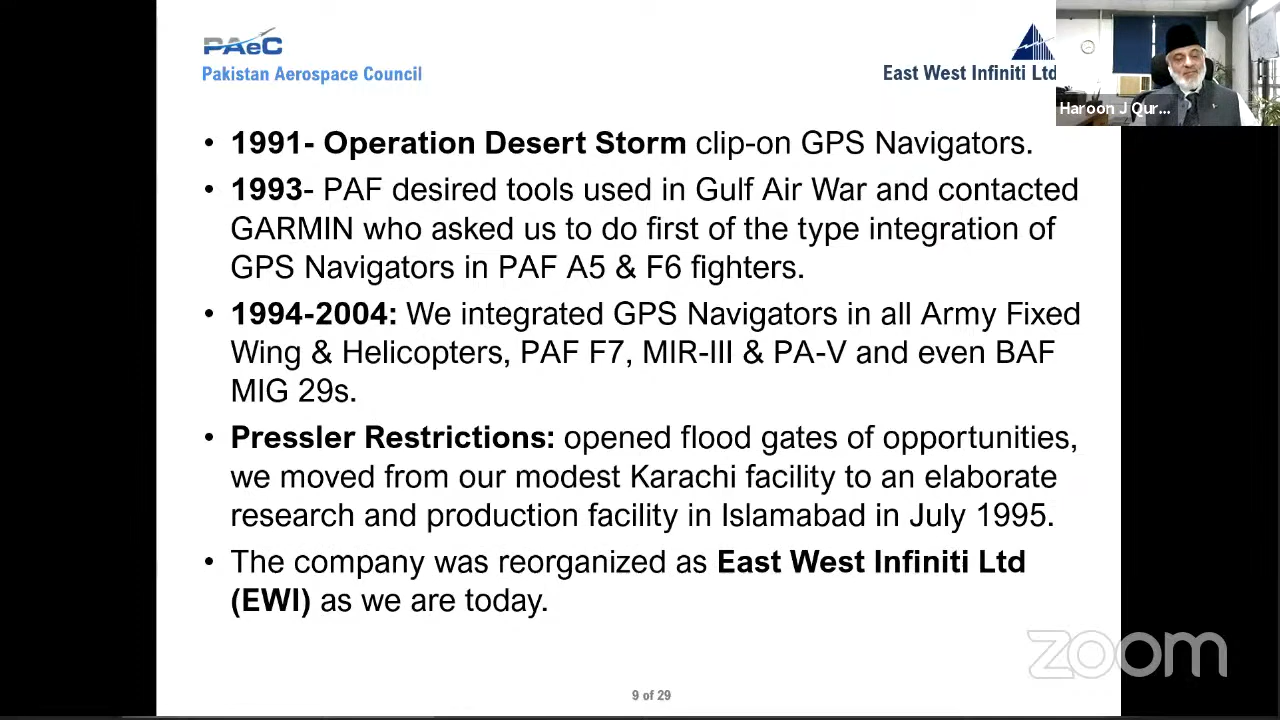 PAeC
Pakistan Aerospace Council
East West Infiniti Ltd
Haroon J Qur...
• 1991- Operation Desert Storm clip-on GPS Navigators.
• 1993- PAF desired tools used in Gulf Air War and contacted
GARMIN who asked us to do first of the type integration of
GPS Navigators in PAF A5 & F6 fighters.
• 1994-2004: We integrated GPS Navigators in all Army Fixed
Wing & Helicopters, PAF F7, MIR-III & PA-V and even BAF
MIG 29s.
• Pressler Restrictions: opened flood gates of opportunities,
we moved from our modest Karachi facility to an elaborate
research and production facility in Islamabad in July 1995.
• The company was reorganized as East West Infiniti Ltd
(EWI) as we are today.
zoom
9 of 29